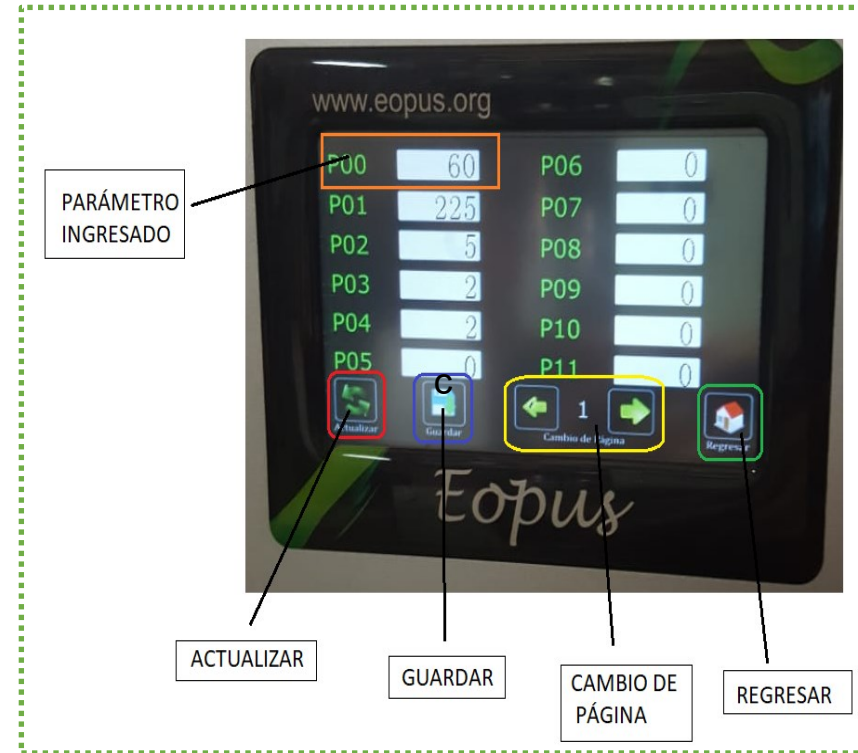 www.eopus.org
P00 60 P06 0
P01 225 P07 0
P02 5 P08 0
P03 2 P09 0
P04 2 P10 0
P05 0 P11 0
C
1
Actualizar Guardar Cambio de Página Regresar
Eopus
PARÁMETRO
INGRESADO
ACTUALIZAR
GUARDAR
CAMBIO DE
PÁGINA
REGRESAR